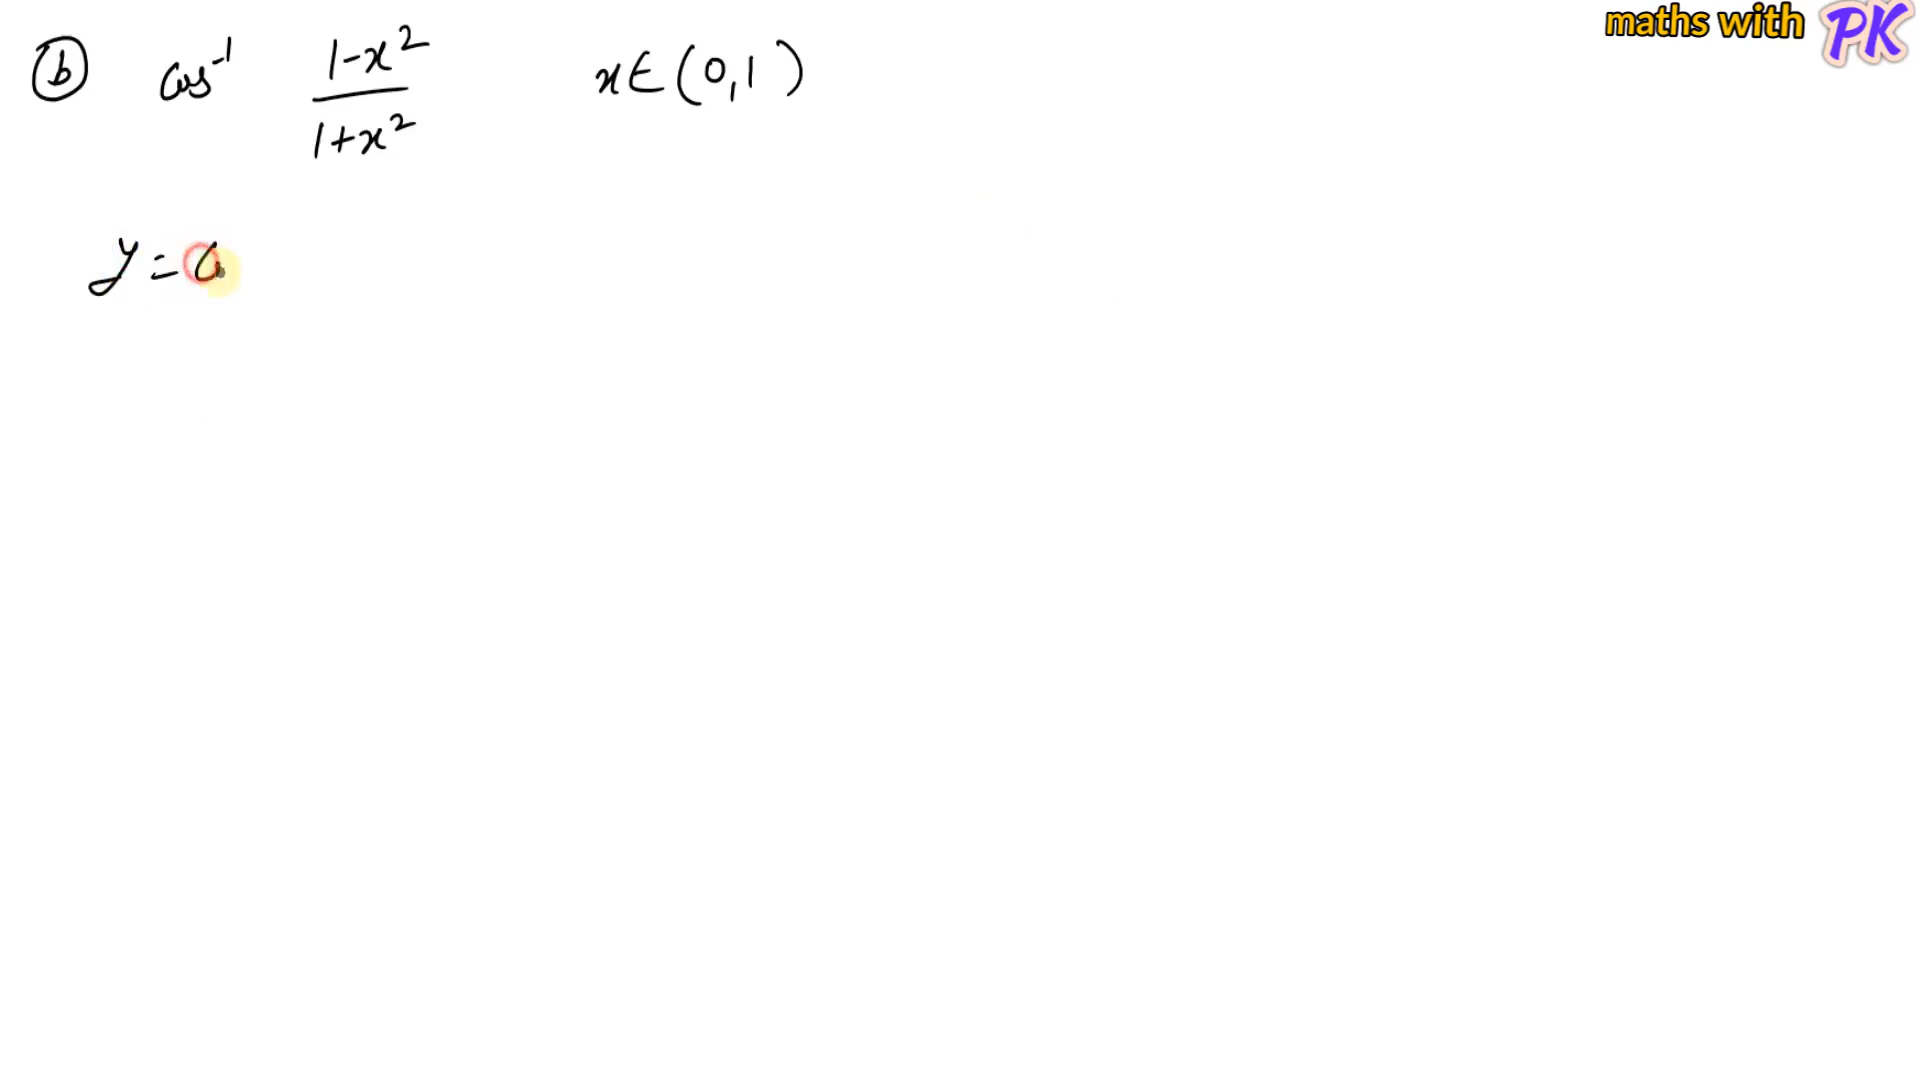 maths with PK
(b) cos⁻¹ (1-x²)/(1+x²) x∈(0,1)
y =